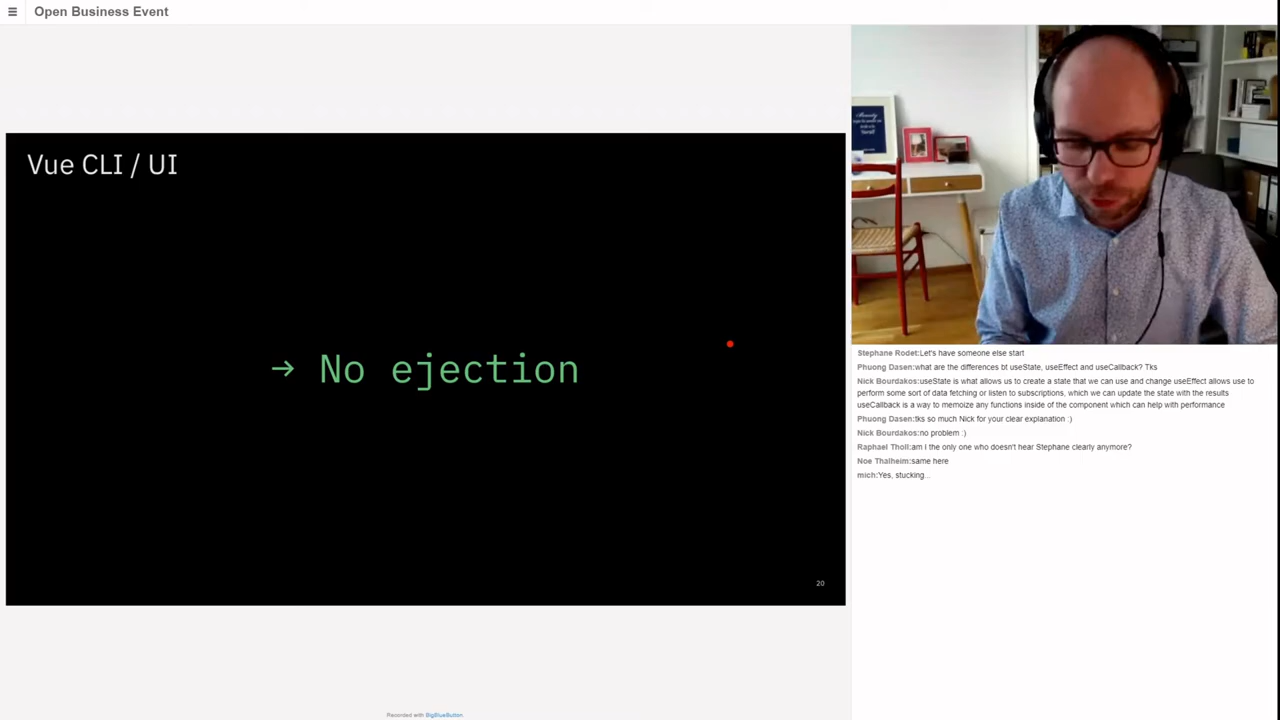 Open Business Event
Vue CLI / UI
→ No ejection
20
Stephane Rodet:Let's have someone else start
Phuong Dasen:what are the differences bt useState, useEffect and useCallback? Tks
Nick Bourdakos:useState is what allows us to create a state that we can use and change useEffect allows use to
perform some sort of data fetching or listen to subscriptions, which we can update the state with the results
useCallback is a way to memoize any functions inside of the component which can help with performance
Phuong Dasen:tks so much Nick for your clear explanation :)
Nick Bourdakos:no problem :)
Raphael Tholl:am I the only one who doesn't hear Stephane clearly anymore?
Noe Thalheim:same here
mich:Yes, stucking...
Recorded with BigBlueButton.